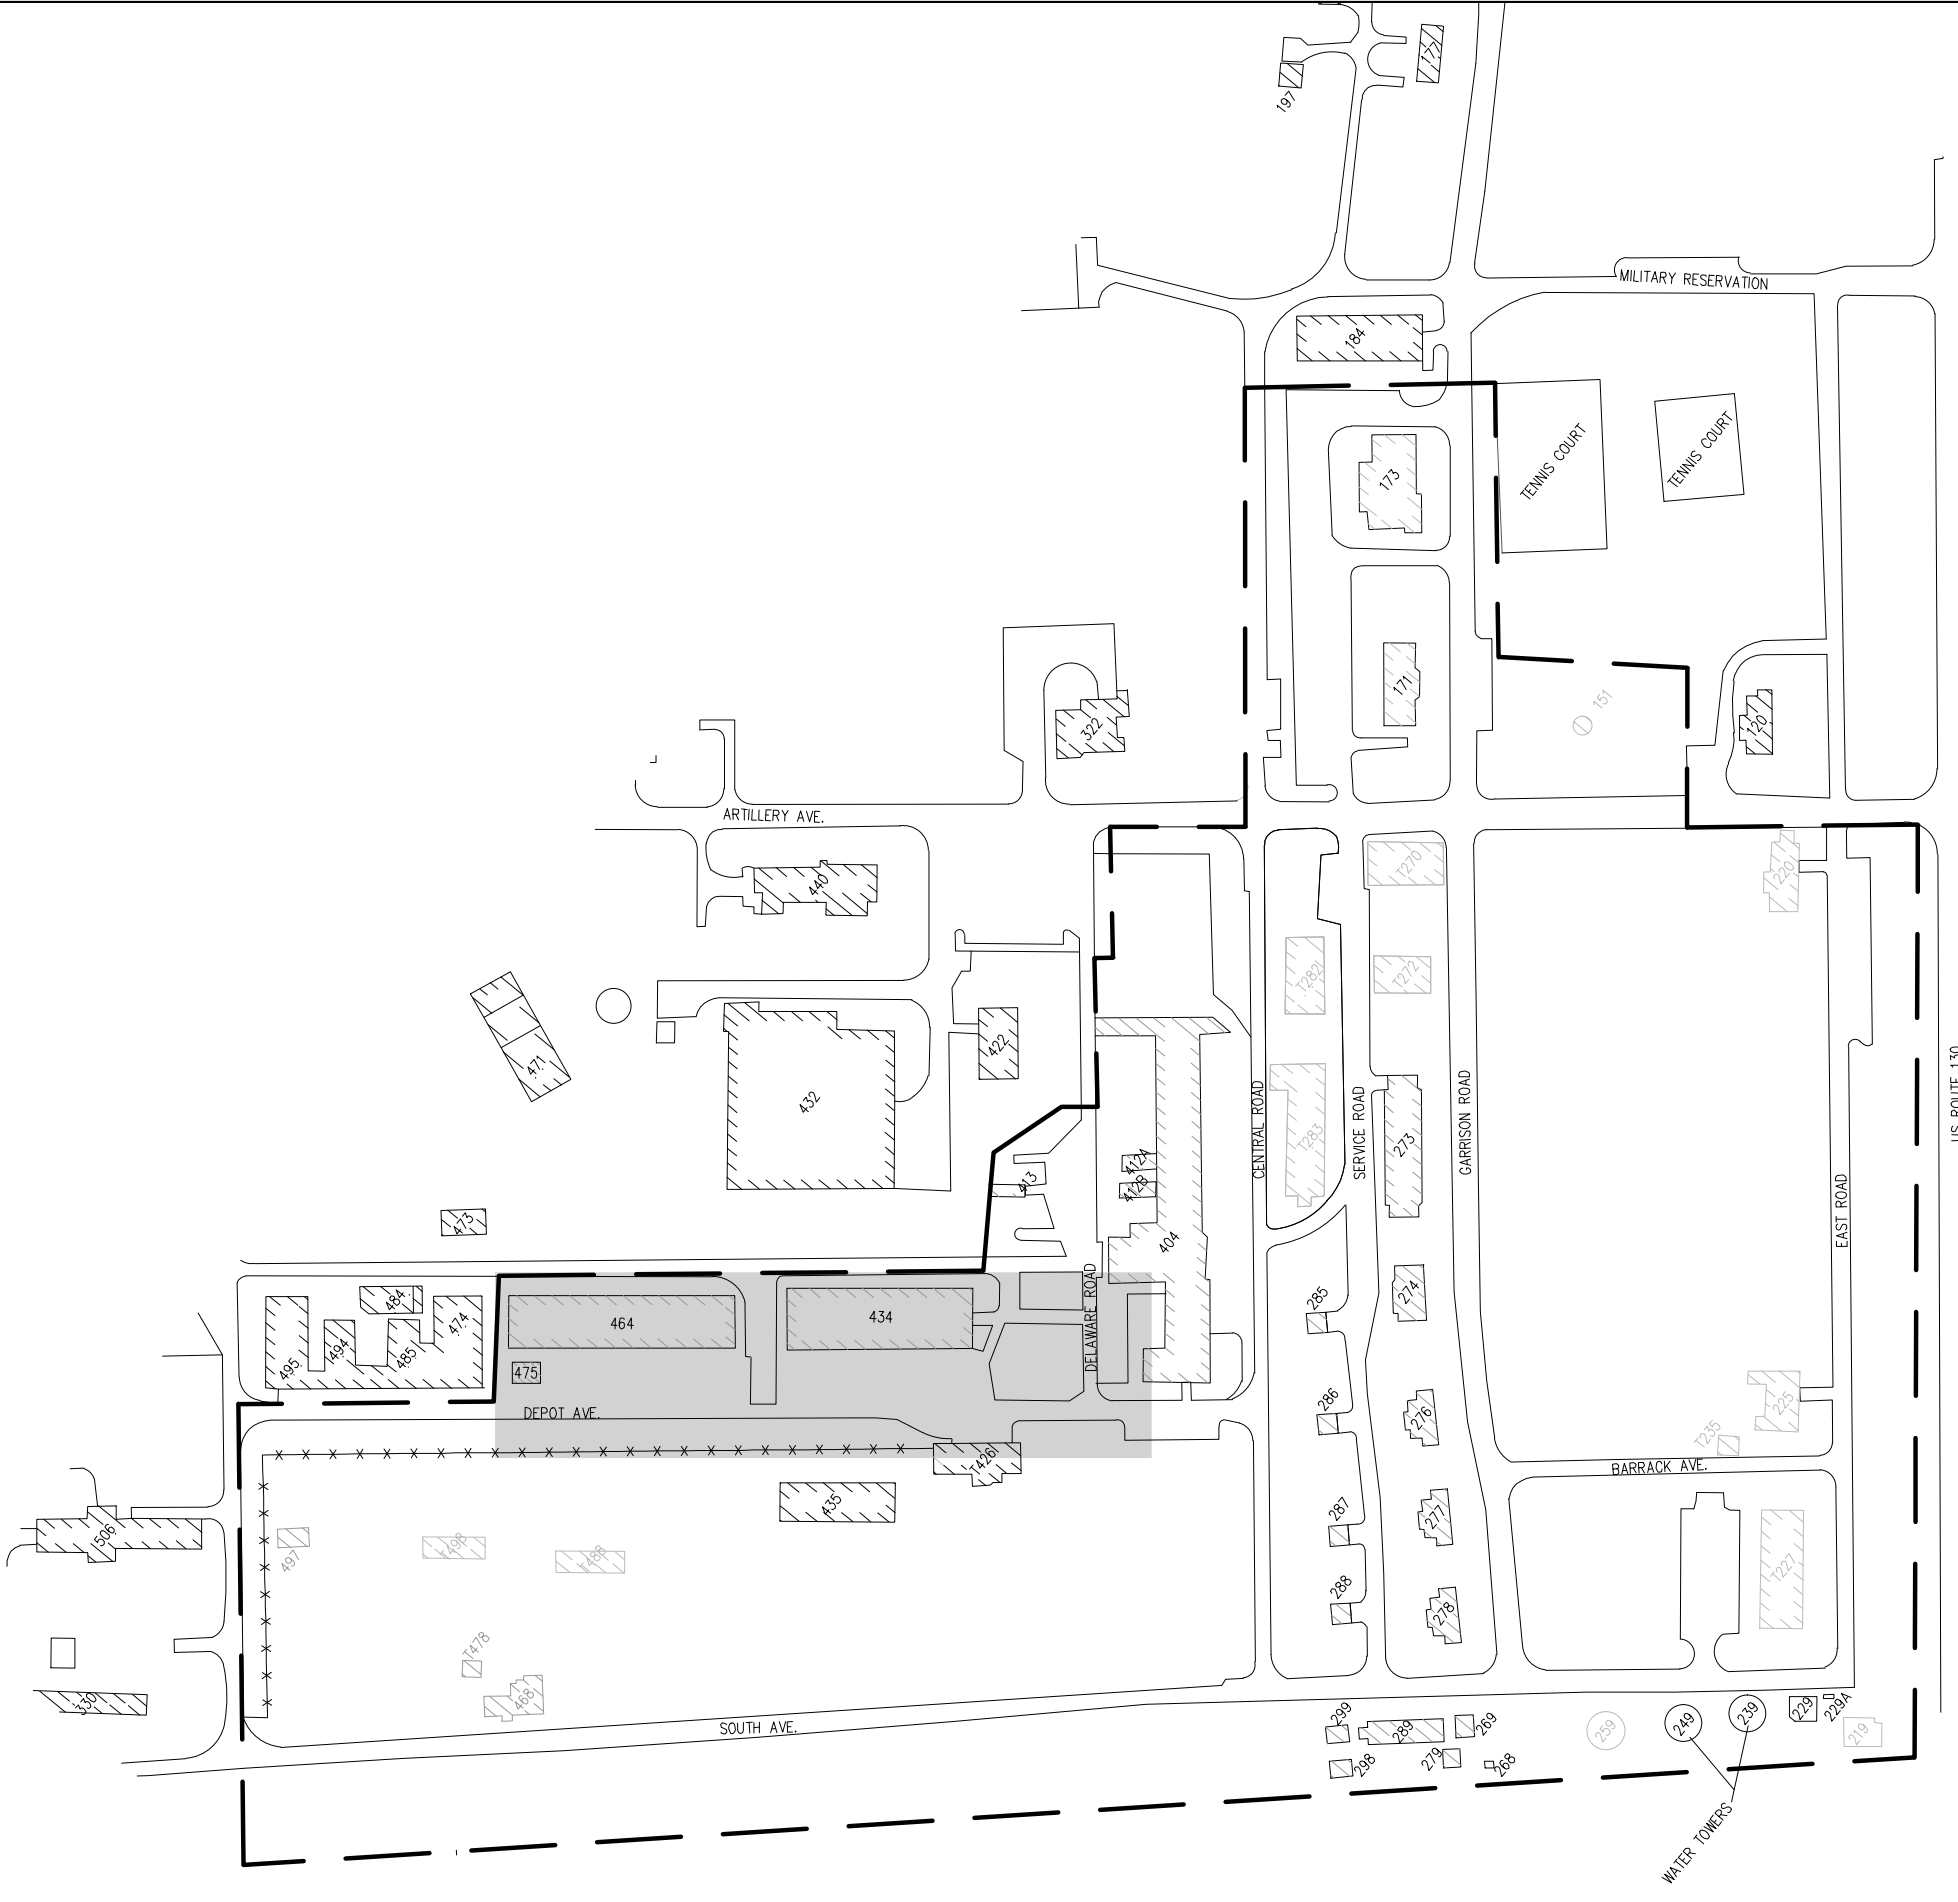 177
197
MILITARY RESERVATION
184
TENNIS COURT
TENNIS COURT
173
171
151
120
322
ARTILLERY AVE.
T270
220
440
T282
T272
471
422
432
CENTRAL ROAD
SERVICE ROAD
GARRISON ROAD
US ROUTE 130
T283
273
412A
412B
413
473
404
EAST ROAD
484
474
495
494
485
464
434
DELAWARE ROAD
285
274
475
DEPOT AVE.
286
276
225
T235
T426
BARRACK AVE.
435
287
277
506
497
T498
T488
T227
288
278
T478
468
330
SOUTH AVE.
299
289
269
259
249
239
229
229A
219
298
279
268
WATER TOWERS